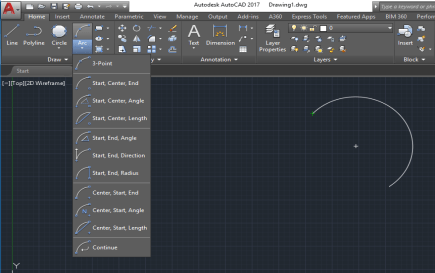 Autodesk AutoCAD 2017 Drawing1.dwg
Type a keyword or phr
Home Insert Annotate Parametric View Manage Output Add-ins A360 Express Tools Featured Apps BIM 360 Perform
Line Polyline Circle Arc Text Dimension Layer Properties Insert
Draw Annotation Layers
Start
[-][Top][2D Wireframe]
3-Point
Start, Center, End
Start, Center, Angle
Start, Center, Length
Start, End, Angle
Start, End, Direction
Start, End, Radius
Center, Start, End
Center, Start, Angle
Center, Start, Length
Continue
Y